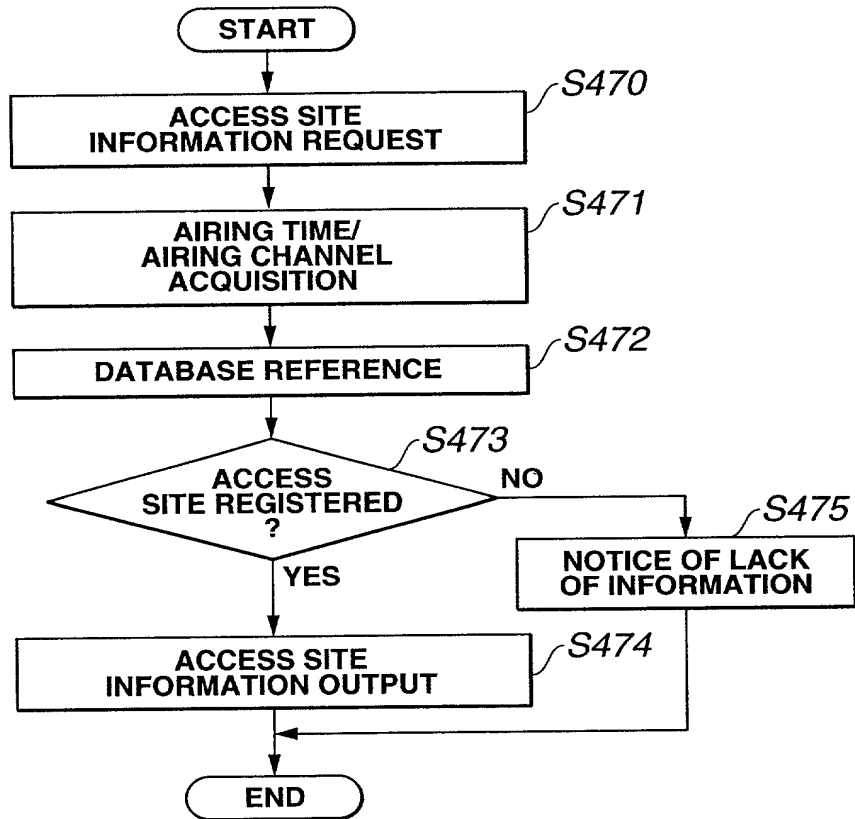 START
S470
ACCESS SITE
INFORMATION REQUEST
S471
AIRING TIME/
AIRING CHANNEL
ACQUISITION
S472
DATABASE REFERENCE
S473
ACCESS
SITE REGISTERED
?
NO
YES
S475
NOTICE OF LACK
OF INFORMATION
S474
ACCESS SITE
INFORMATION OUTPUT
END